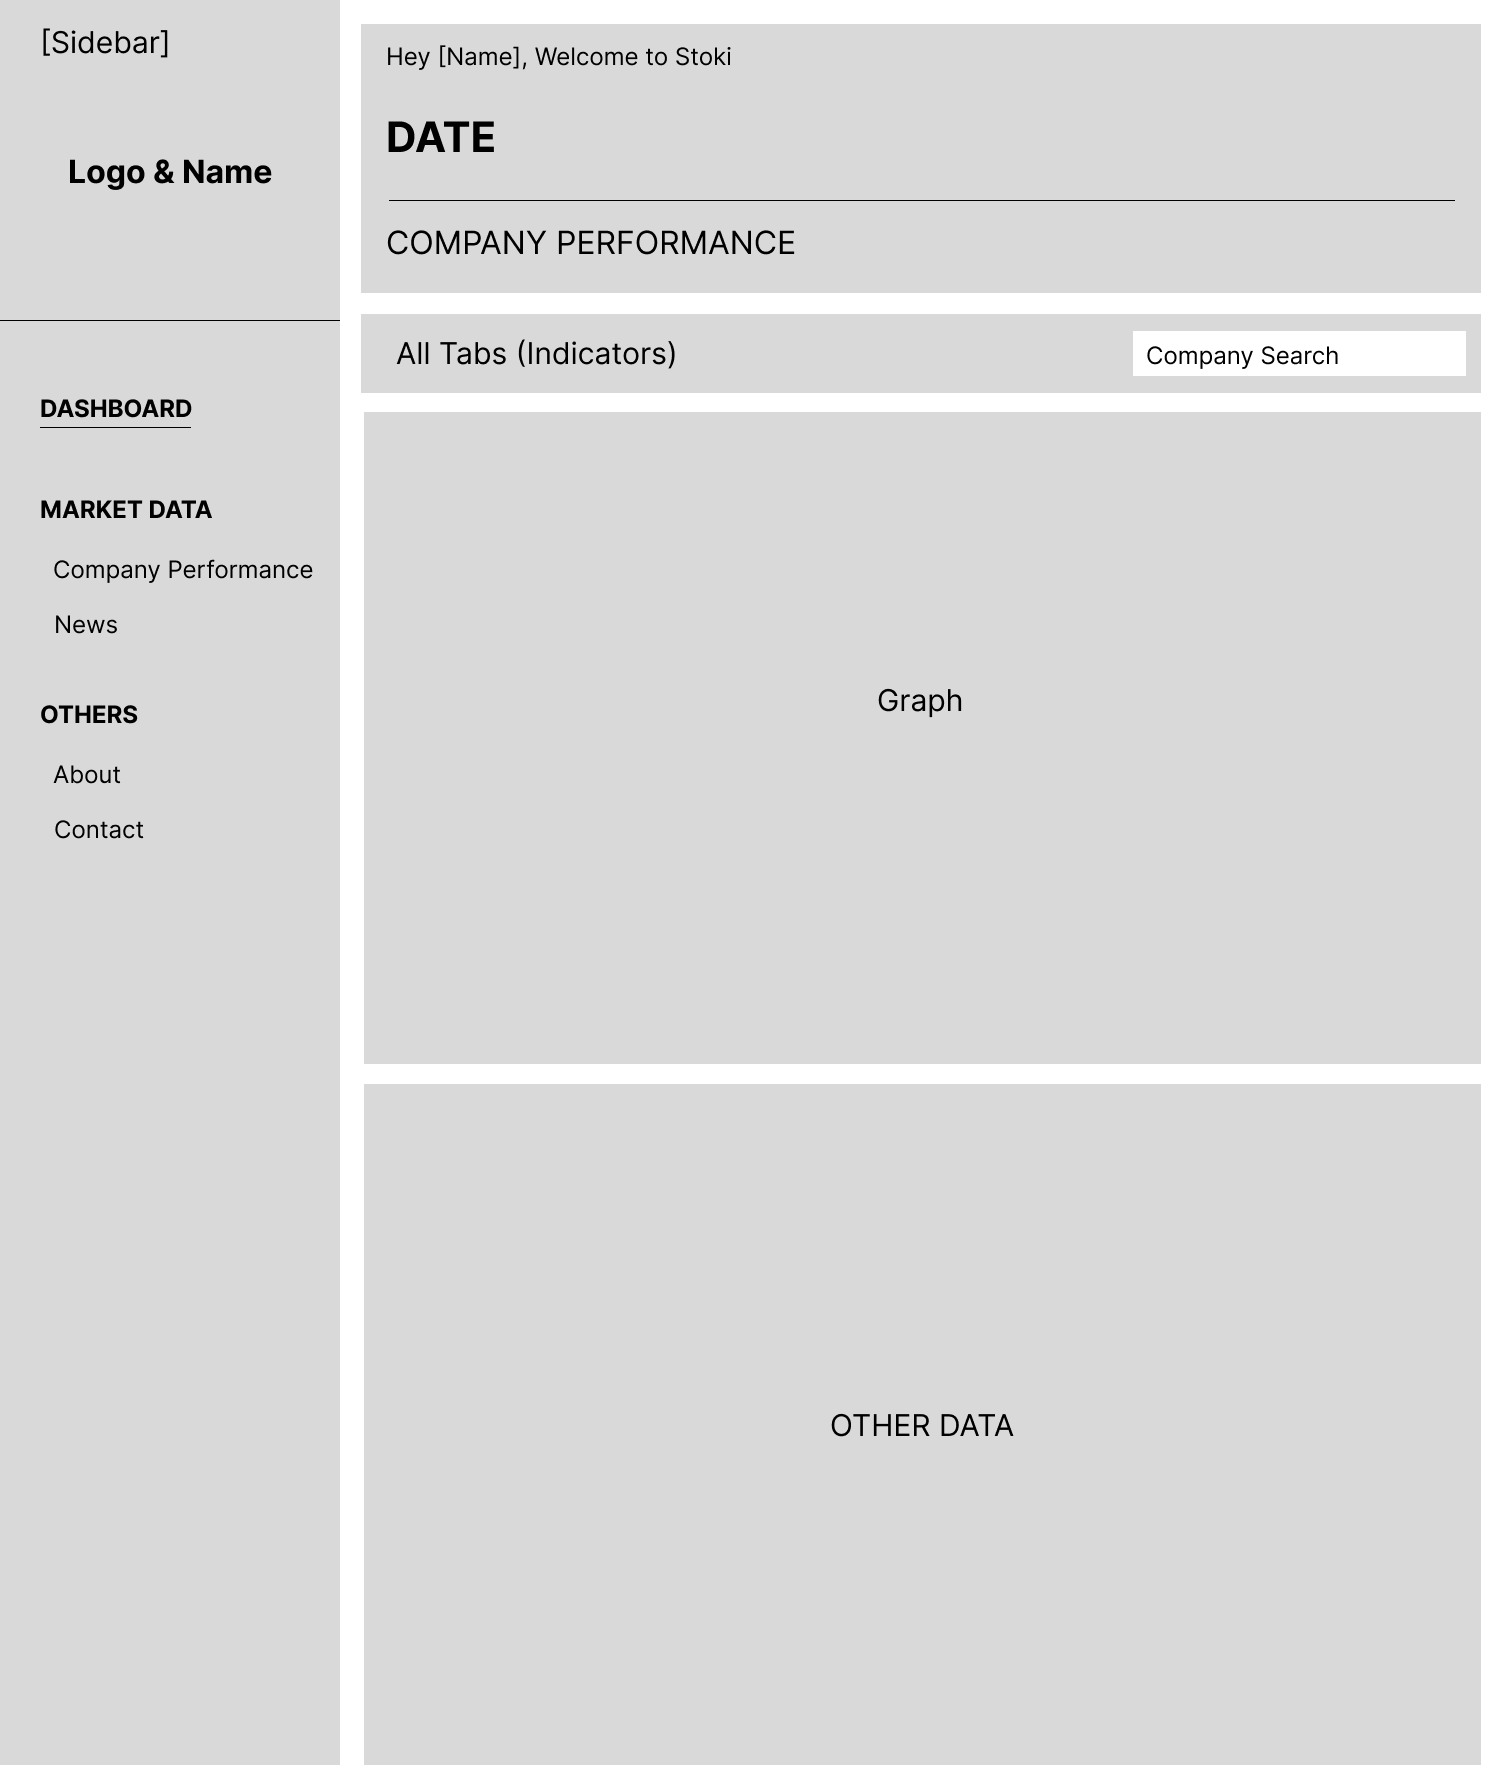 [Sidebar]
Logo & Name
DASHBOARD
MARKET DATA
Company Performance
News
OTHERS
About
Contact
Hey [Name], Welcome to Stoki
DATE
COMPANY PERFORMANCE
All Tabs (Indicators)
Company Search
Graph
OTHER DATA